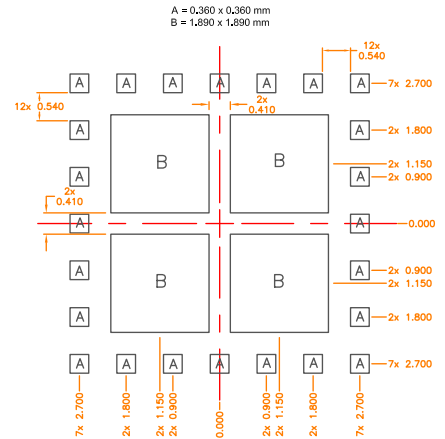 A = 0.360 x 0.360 mm
B = 1.890 x 1.890 mm
12x
0.540
A A A A A A A 7x 2.700
12x 0.540
2x
0.410
A A 2x 1.800
B B
2x 1.150
A A 2x 0.900
2x
0.410
A A 0.000
A A 2x 0.900
B B 2x 1.150
A A 2x 1.800
A A A A A A A 7x 2.700
7x 2.700
2x 1.800
2x 1.150
2x 0.900
0.000
2x 0.900
2x 1.150
2x 1.800
7x 2.700